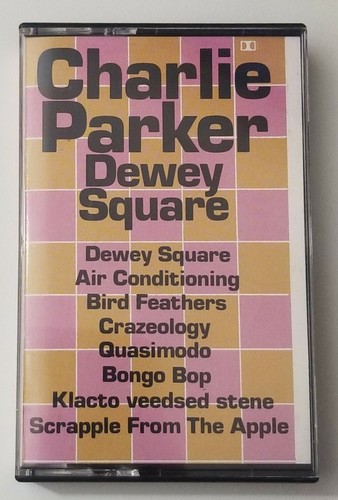 Charlie
Parker
Dewey
Square
Dewey Square
Air Conditioning
Bird Feathers
Crazeology
Quasimodo
Bongo Bop
Klacto veedsed stene
Scrapple From The Apple